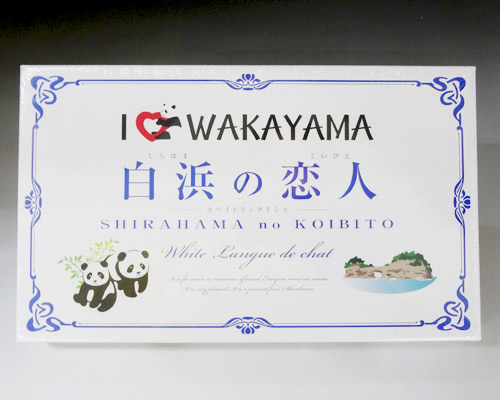 I WAKAYAMA
しらはま こいびと
白浜の恋人
ホワイトラングドシャ
SHIRAHAMA no KOIBITO
White Langue de chat